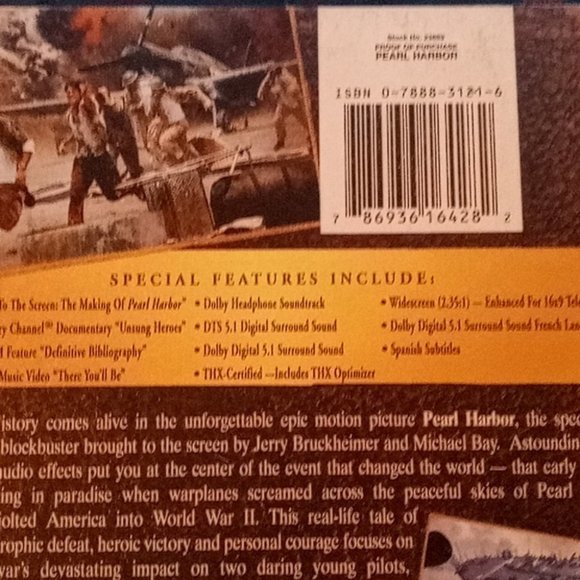 PROOF OF PURCHASE
PEARL HARBOR
ISBN 0-7888-3121-6
7 86936 16428 2
SPECIAL FEATURES INCLUDE:
To The Screen: The Making Of Pearl Harbor" • Dolby Headphone Soundtrack • Widescreen (2.35:1) — Enhanced For 16x9 Tele
ey Channel® Documentary "Unsung Heroes" • DTS 5.1 Digital Surround Sound • Dolby Digital 5.1 Surround Sound French Lan
Feature "Definitive Bibliography" • Dolby Digital 5.1 Surround Sound • Spanish Subtitles
Music Video "There You'll Be" • THX-Certified —Includes THX Optimizer
istory comes alive in the unforgettable epic motion picture Pearl Harbor, the spec
blockbuster brought to the screen by Jerry Bruckheimer and Michael Bay. Astoundin
udio effects put you at the center of the event that changed the world — that early
ing in paradise when warplanes screamed across the peaceful skies of Pearl
jolted America into World War II. This real-life tale of
rophic defeat, heroic victory and personal courage focuses on
war's devastating impact on two daring young pilots,